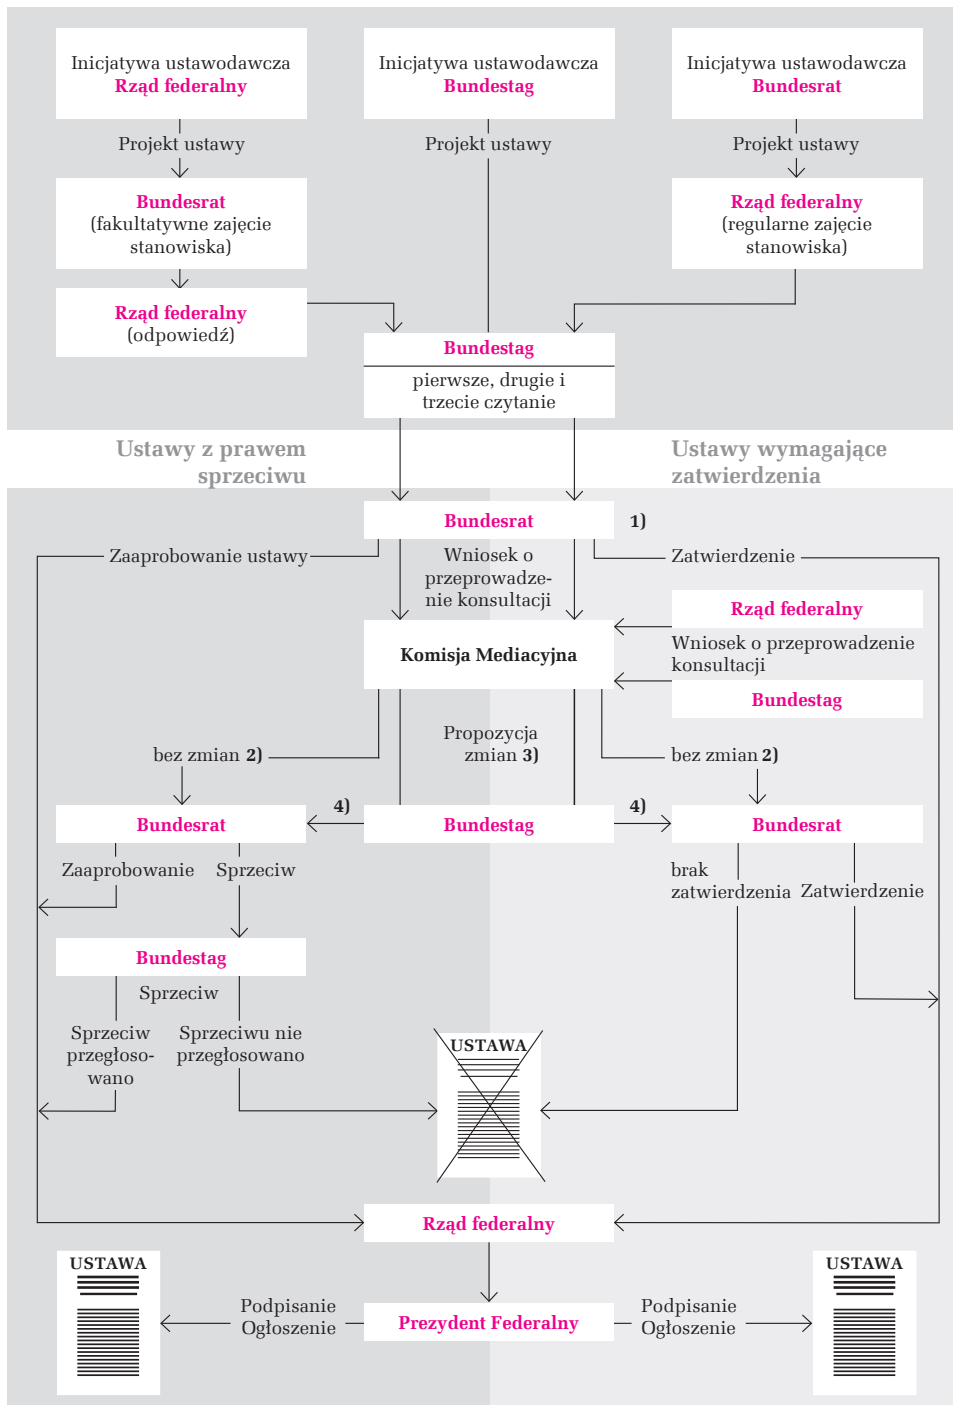 Inicjatywa ustawodawcza
Rząd federalny
Inicjatywa ustawodawcza
Bundestag
Inicjatywa ustawodawcza
Bundesrat
Projekt ustawy
Projekt ustawy
Projekt ustawy
Bundesrat
(fakultatywne zajęcie
stanowiska)
Rząd federalny
(regularne zajęcie
stanowiska)
Rząd federalny
(odpowiedź)
Bundestag
pierwsze, drugie i
trzecie czytanie
Ustawy z prawem
sprzeciwu
Ustawy wymagające
zatwierdzenia
Bundesrat
1)
Zaaprobowanie ustawy
Wniosek o
przeprowadze-
nie konsultacji
Zatwierdzenie
Rząd federalny
Komisja Mediacyjna
Wniosek o przeprowadzenie
konsultacji
Bundestag
bez zmian 2)
Propozycja
zmian 3)
bez zmian 2)
Bundesrat
4)
Bundestag
4)
Bundesrat
Zaaprobowanie
Sprzeciw
brak
zatwierdzenia
Zatwierdzenie
Bundestag
Sprzeciw
Sprzeciw
przegłoso-
wano
Sprzeciwu nie
przegłosowano
USTAWA
Rząd federalny
USTAWA
Podpisanie
Ogłoszenie
Prezydent Federalny
Podpisanie
Ogłoszenie
USTAWA